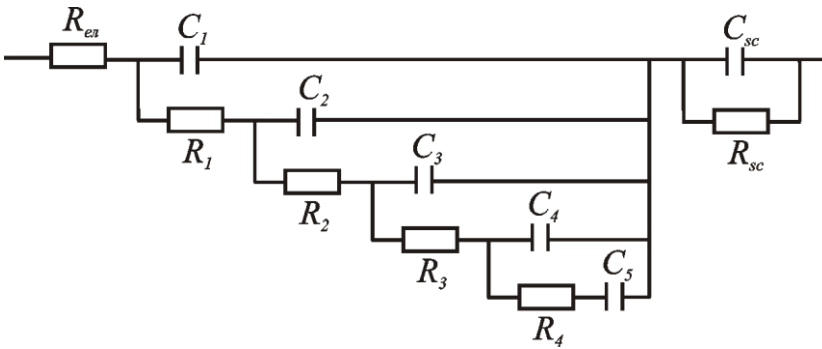 Rел C1 Csc
R1 C2 Rsc
R2 C3
R3 C4
R4 C5